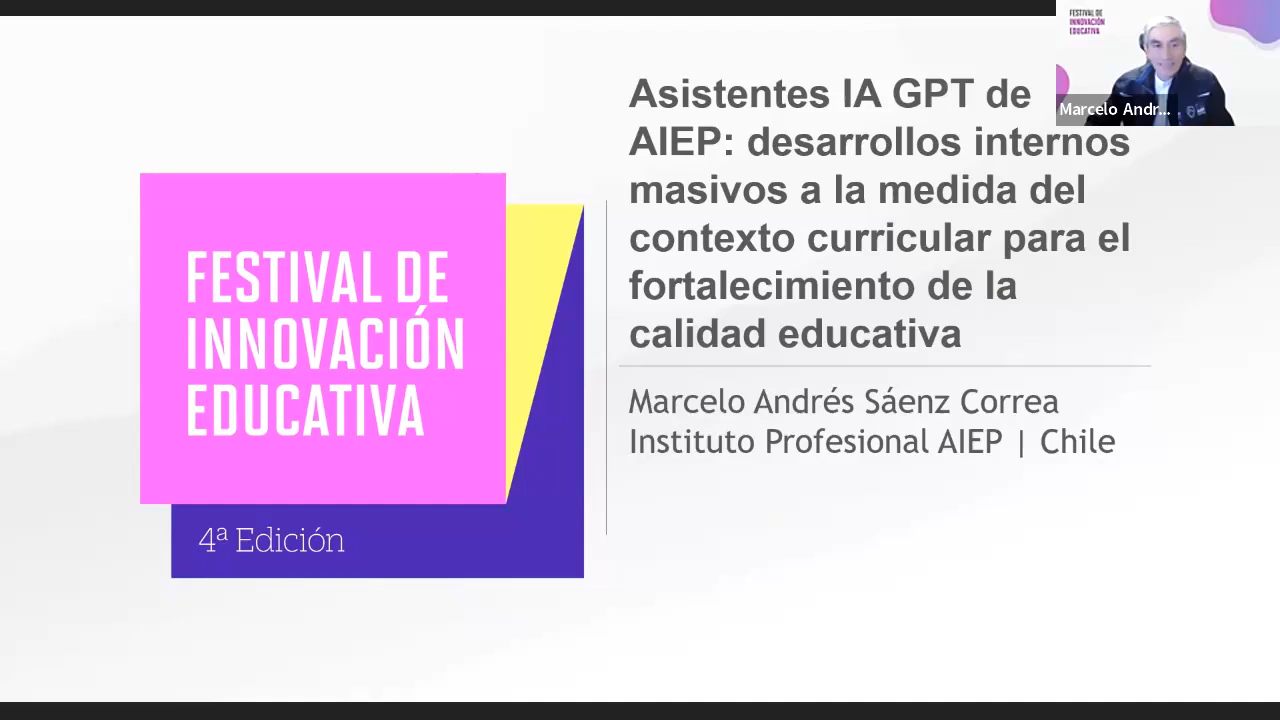 FESTIVAL DE
INNOVACIÓN
EDUCATIVA
Marcelo Andr...
Asistentes IA GPT de
AIEP: desarrollos internos
masivos a la medida del
contexto curricular para el
fortalecimiento de la
calidad educativa
Marcelo Andrés Sáenz Correa
Instituto Profesional AIEP | Chile
FESTIVAL DE
INNOVACIÓN
EDUCATIVA
4ª Edición